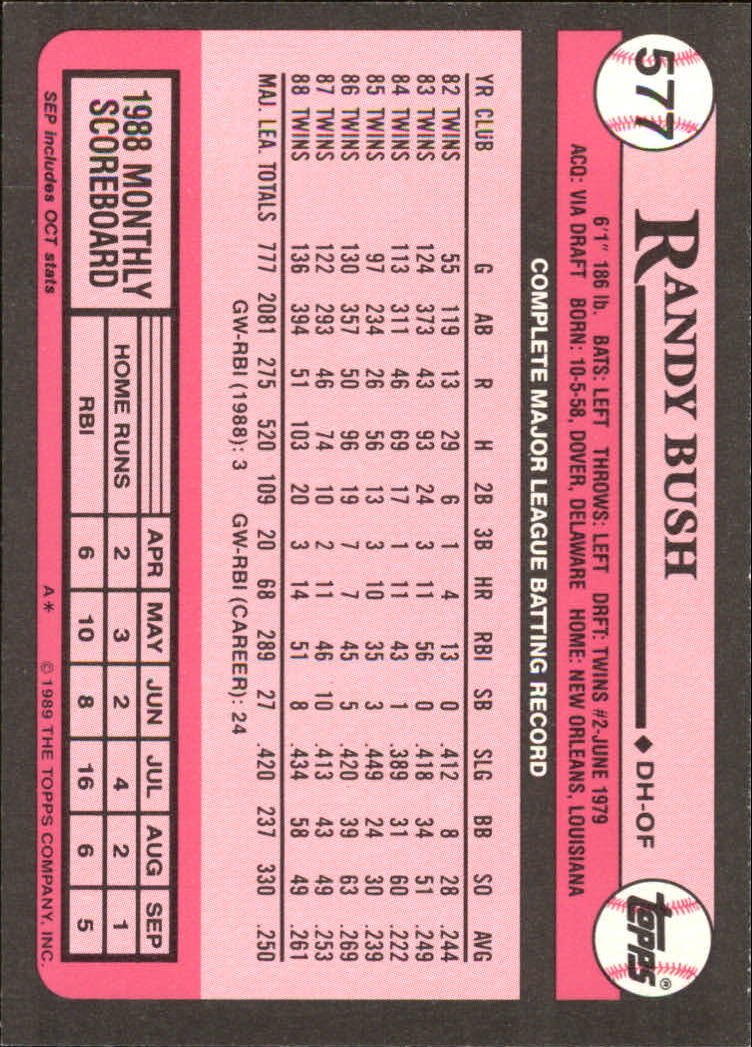 577
RANDY BUSH ♦ DH-OF
topps®
6'1" 186 lb. BATS: LEFT THROWS: LEFT DRFT: TWINS #2-JUNE 1979
ACQ: VIA DRAFT BORN: 10-5-58, DOVER, DELAWARE HOME: NEW ORLEANS, LOUISIANA
COMPLETE MAJOR LEAGUE BATTING RECORD
YR CLUB G AB R H 2B 3B HR RBI SB SLG BB SO AVG
82 TWINS 55 119 13 29 6 1 4 13 0 .412 8 28 .244
83 TWINS 124 373 43 93 24 3 11 56 0 .418 34 51 .249
84 TWINS 113 311 46 69 17 1 11 43 1 .389 31 60 .222
85 TWINS 97 234 26 56 13 3 10 35 3 .449 24 30 .239
86 TWINS 130 357 50 96 19 7 7 45 5 .420 39 63 .269
87 TWINS 122 293 46 74 10 2 11 46 10 .413 43 49 .253
88 TWINS 136 394 51 103 20 3 14 51 8 .434 58 49 .261
MAJ. LEA. TOTALS 777 2081 275 520 109 20 68 289 27 .420 237 330 .250
GW-RBI (1988): 3 GW-RBI (CAREER): 24
1988 MONTHLY
SCOREBOARD
APR MAY JUN JUL AUG SEP
HOME RUNS 2 3 2 4 2 1
RBI 6 10 8 16 6 5
SEP includes OCT stats A* © 1989 THE TOPPS COMPANY, INC.